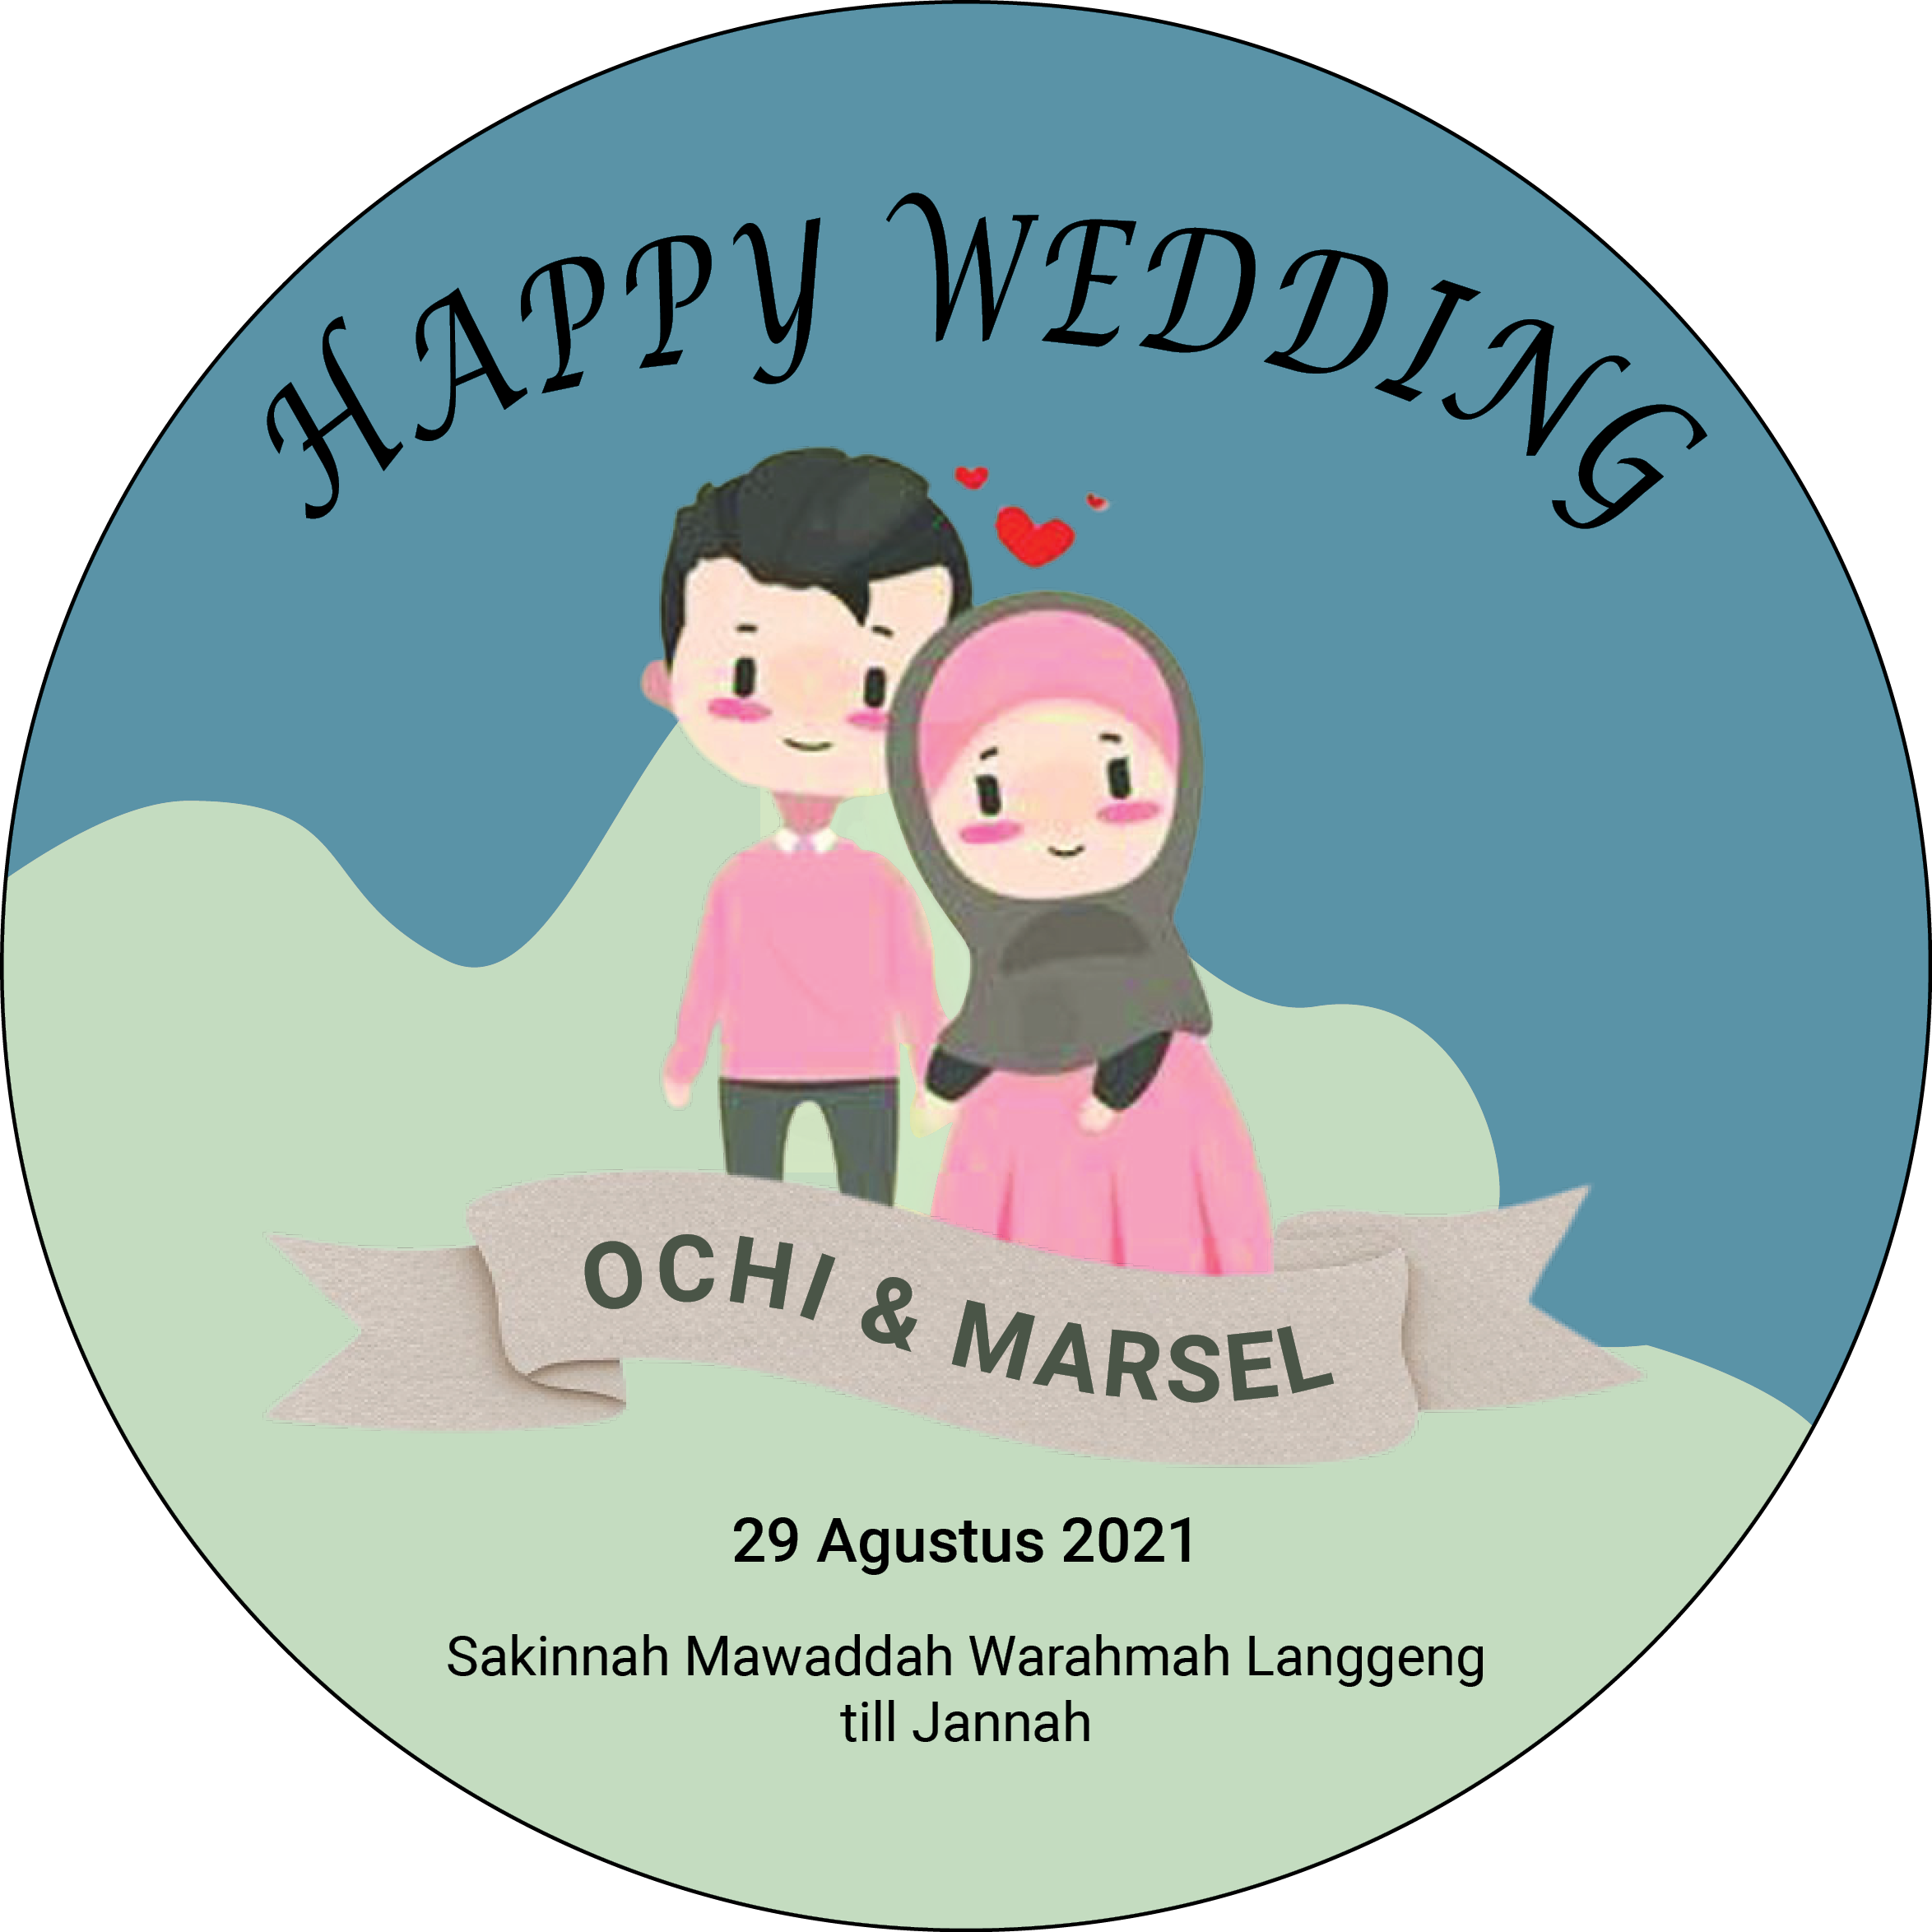 HAPPY WEDDING
OCHI & MARSEL
29 Agustus 2021
Sakinnah Mawaddah Warahmah Langgeng
till Jannah